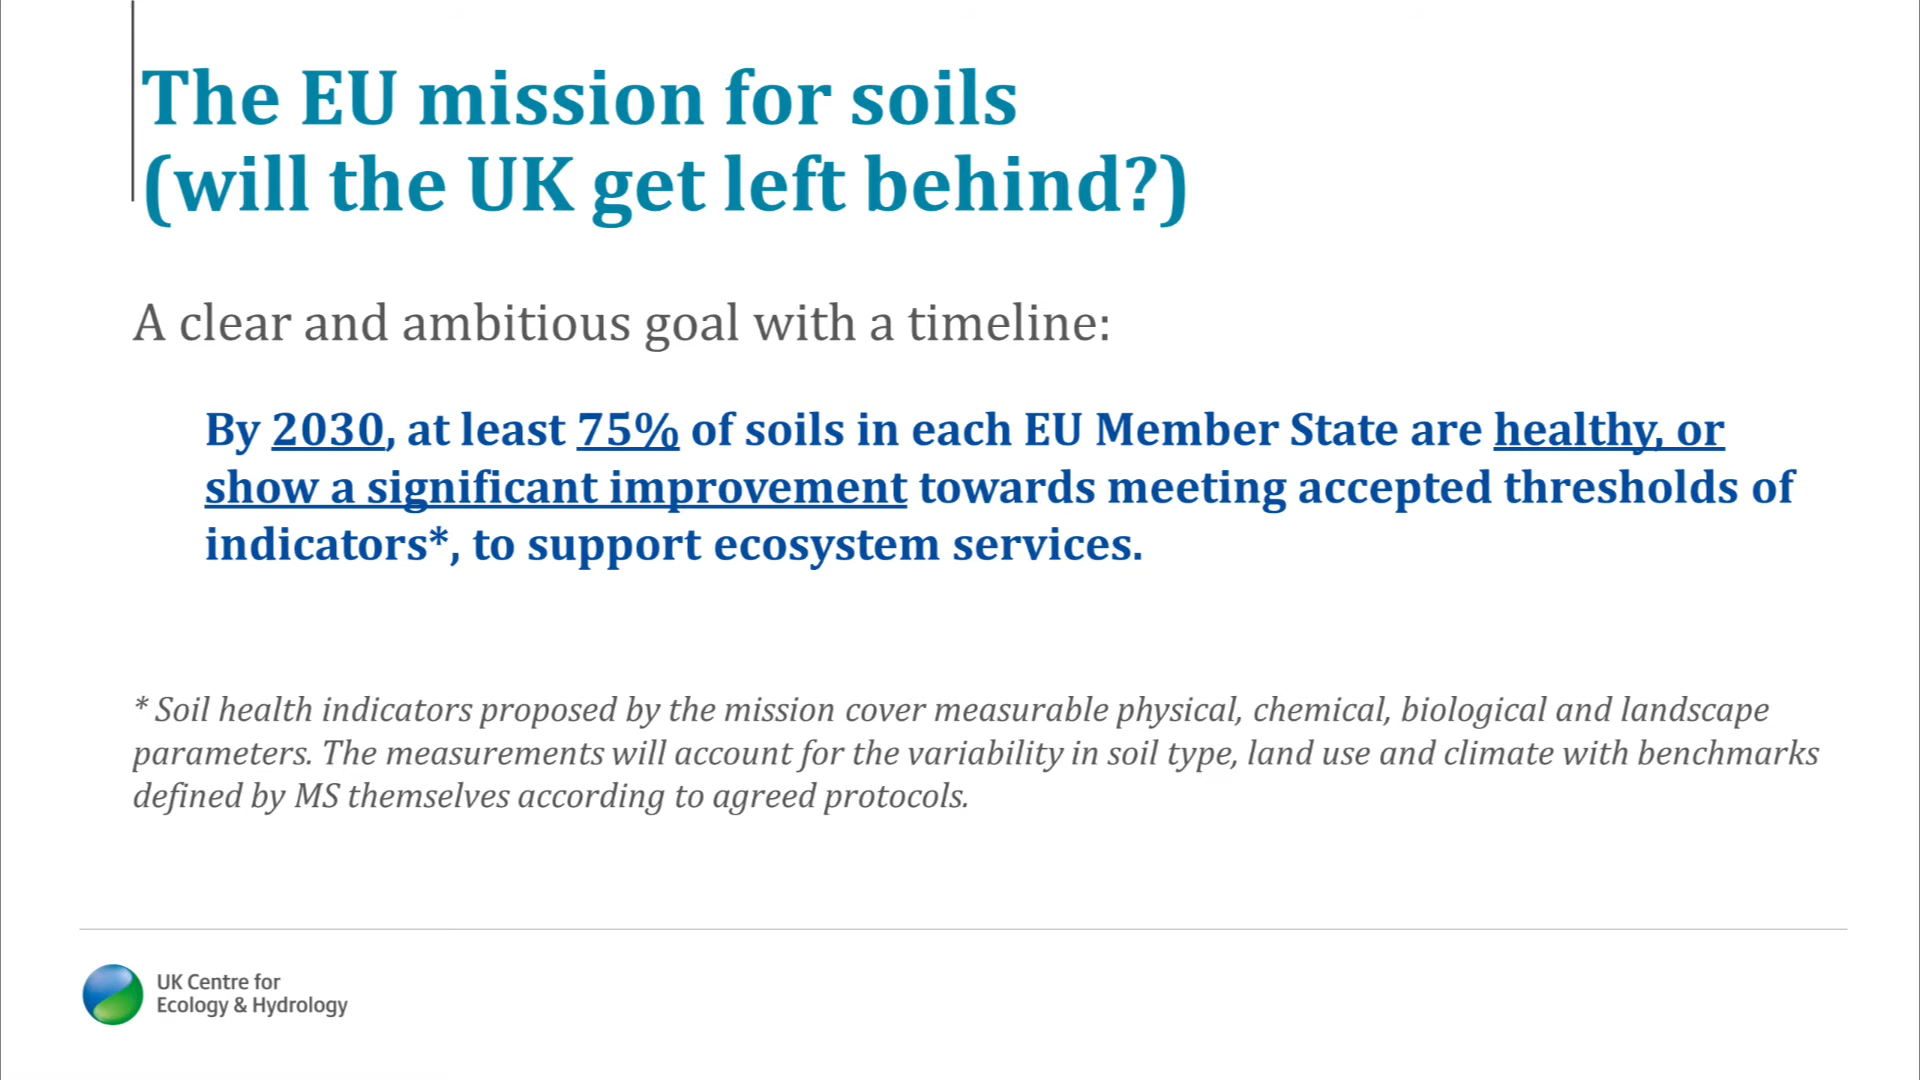 The EU mission for soils
(will the UK get left behind?)
A clear and ambitious goal with a timeline:
By 2030, at least 75% of soils in each EU Member State are healthy, or
show a significant improvement towards meeting accepted thresholds of
indicators*, to support ecosystem services.
* Soil health indicators proposed by the mission cover measurable physical, chemical, biological and landscape
parameters. The measurements will account for the variability in soil type, land use and climate with benchmarks
defined by MS themselves according to agreed protocols.
UK Centre for
Ecology & Hydrology